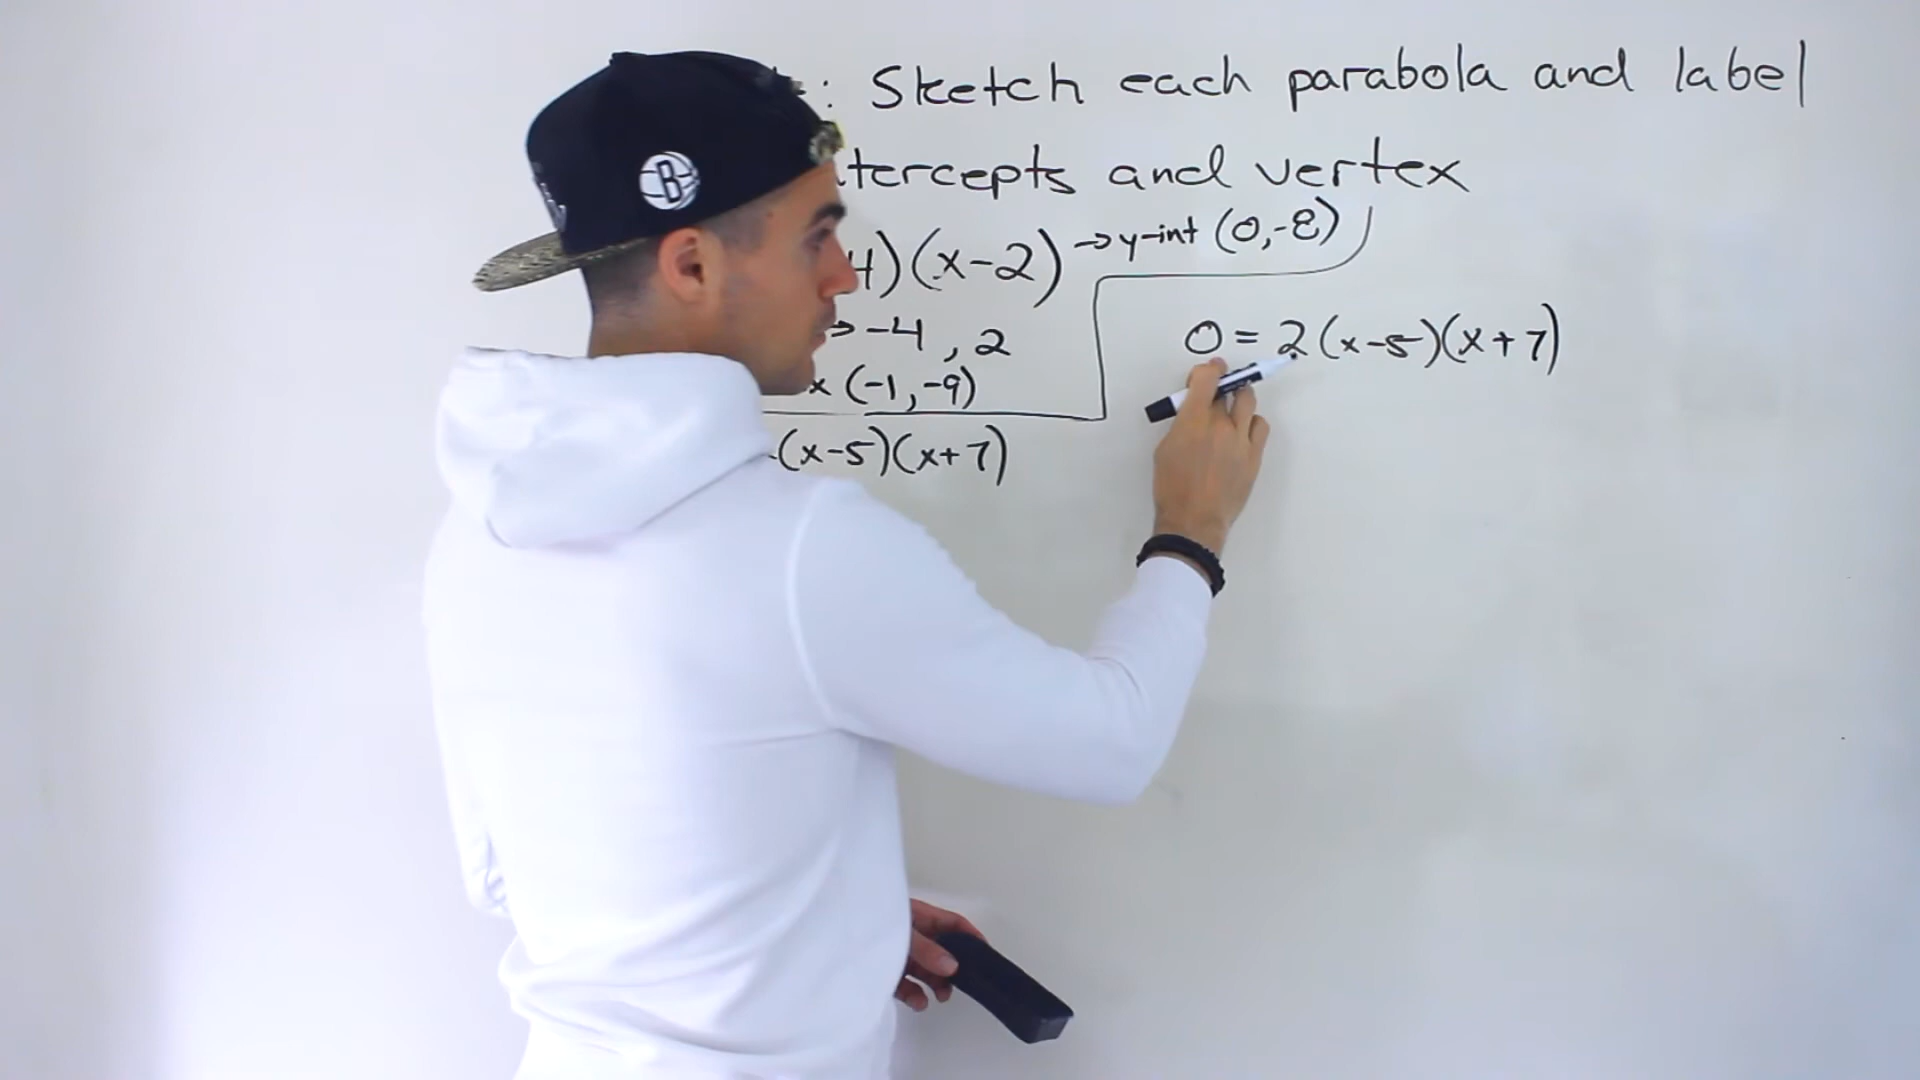 : Sketch each parabola and label
tercepts and vertex
4)(x-2) → y-int (0,-8)
→ -4, 2
x (-1,-9)
(x-5)(x+7)
0 = 2(x-5)(x+7)
B